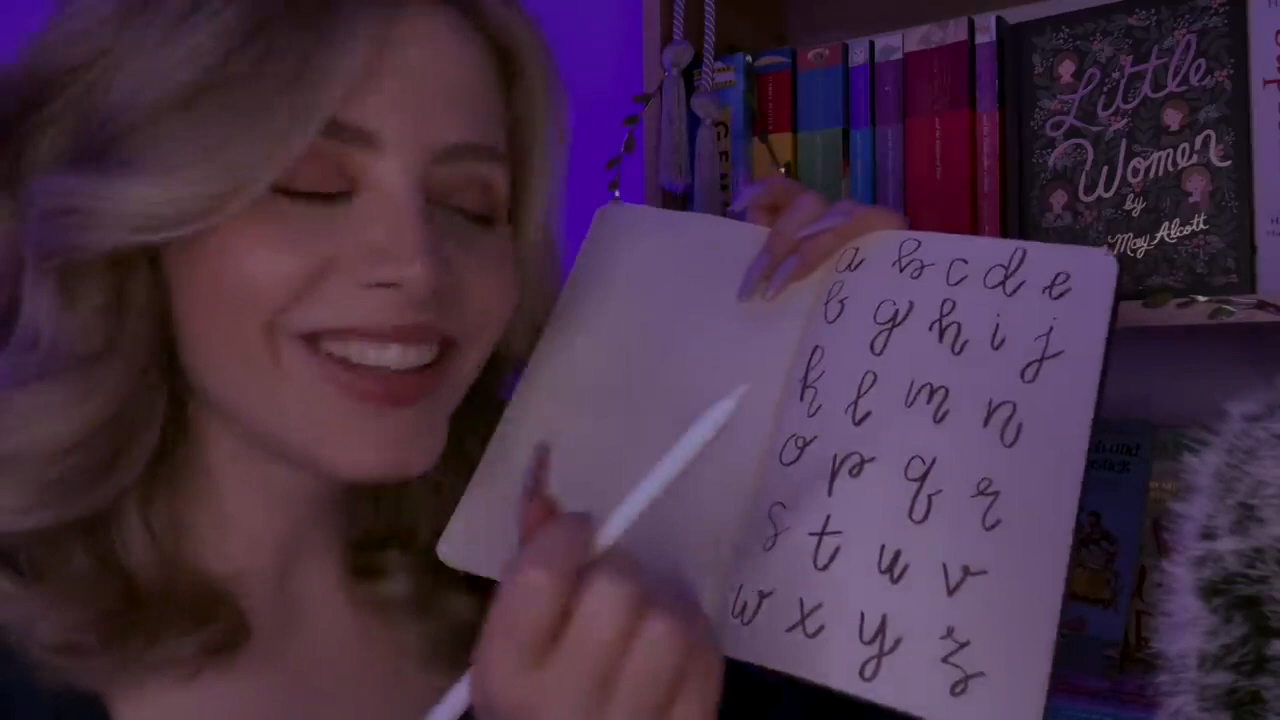 Little
Women
by
May Alcott
a b c d e
f g h i j
k l m n
o p q r
s t u v
w x y z